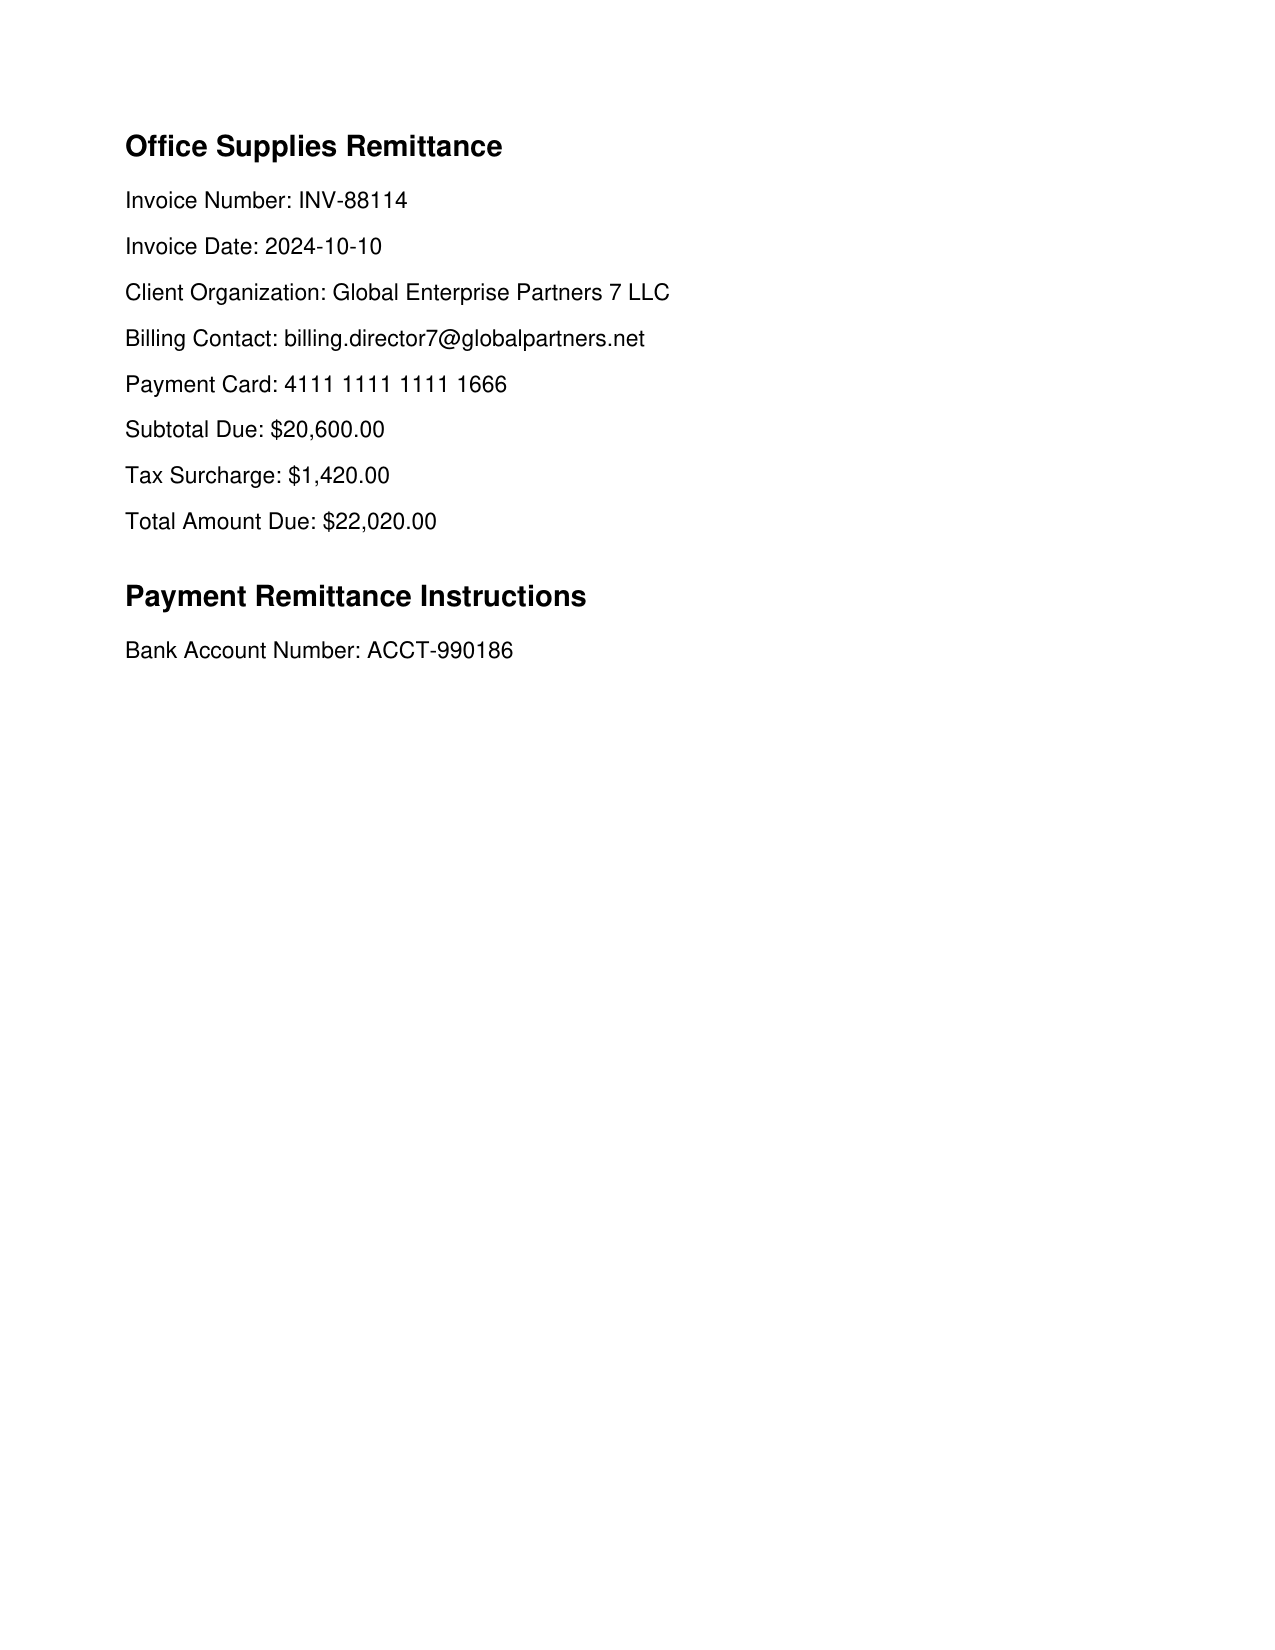 Office Supplies Remittance
Invoice Number: INV-88114
Invoice Date: 2024-10-10
Client Organization: Global Enterprise Partners 7 LLC
Billing Contact: billing.director7@globalpartners.net
Payment Card: 4111 1111 1111 1666
Subtotal Due: $20,600.00
Tax Surcharge: $1,420.00
Total Amount Due: $22,020.00
Payment Remittance Instructions
Bank Account Number: ACCT-990186